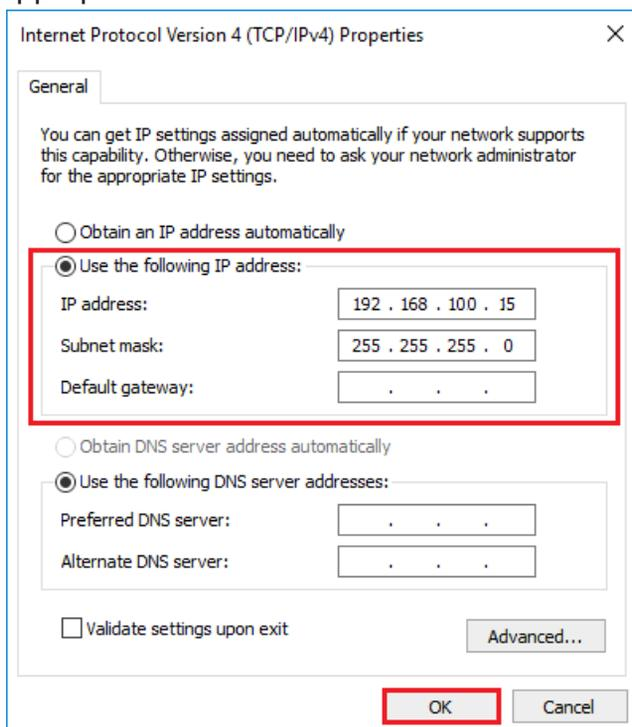 Internet Protocol Version 4 (TCP/IPv4) Properties
General
You can get IP settings assigned automatically if your network supports
this capability. Otherwise, you need to ask your network administrator
for the appropriate IP settings.
Obtain an IP address automatically
Use the following IP address:
IP address: 192 . 168 . 100 . 15
Subnet mask: 255 . 255 . 255 . 0
Default gateway: . . .
Obtain DNS server address automatically
Use the following DNS server addresses:
Preferred DNS server: . . .
Alternate DNS server: . . .
Validate settings upon exit
Advanced...
OK Cancel